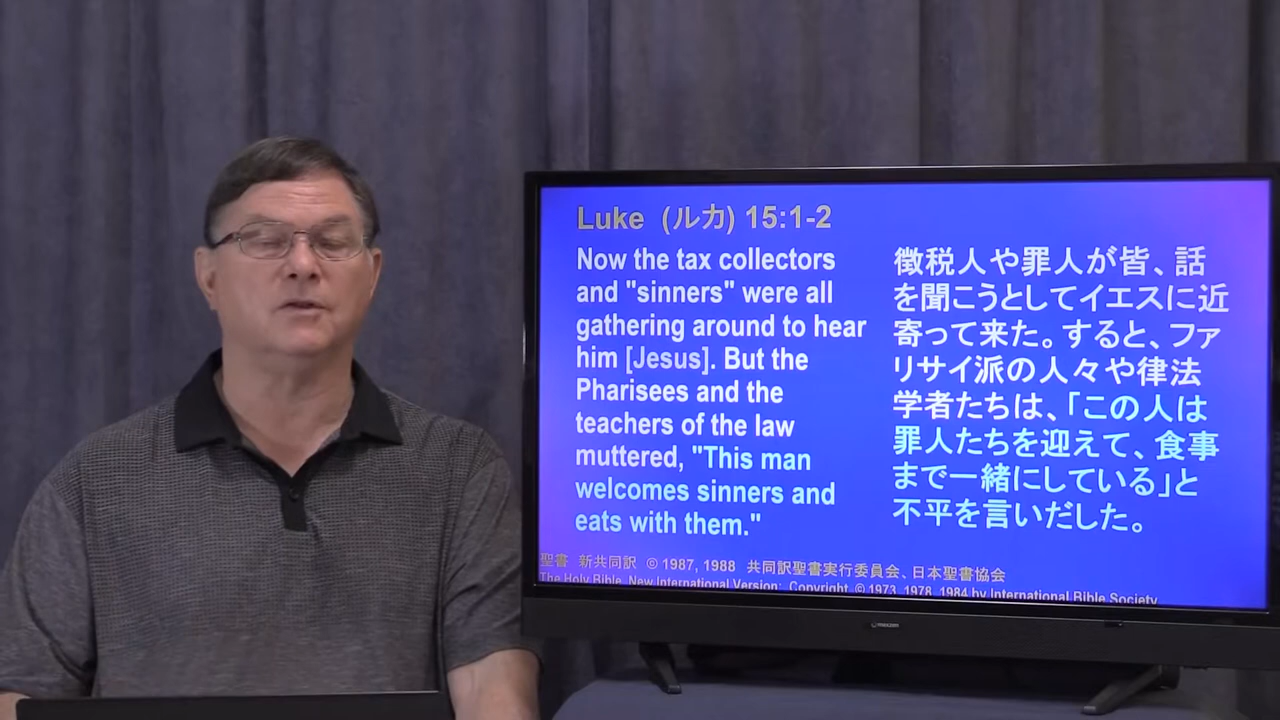 Luke (ルカ) 15:1-2
Now the tax collectors
and "sinners" were all
gathering around to hear
him [Jesus]. But the
Pharisees and the
teachers of the law
muttered, "This man
welcomes sinners and
eats with them."
徴税人や罪人が皆、話
を聞こうとしてイエスに近
寄って来た。すると、ファ
リサイ派の人々や律法
学者たちは、「この人は
罪人たちを迎えて、食事
まで一緒にしている」と
不平を言いだした。
聖書 新共同訳 © 1987, 1988 共同訳聖書実行委員会、日本聖書協会
The Holy Bible, New International Version: Copyright © 1973, 1978, 1984 by International Bible Society